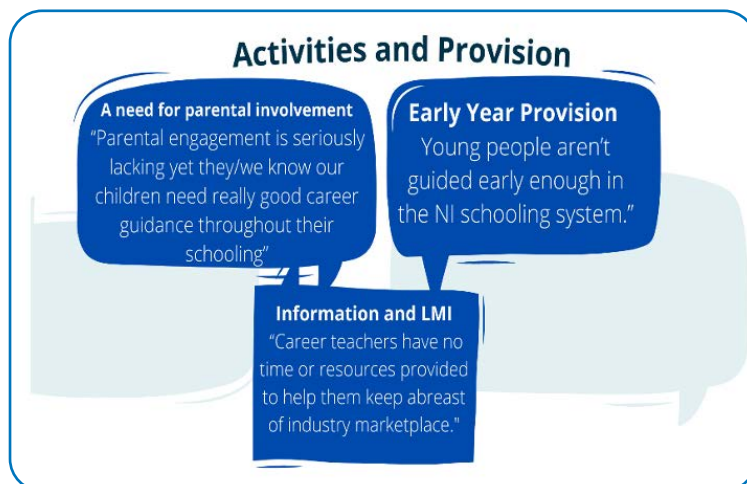 Activities and Provision
A need for parental involvement
“Parental engagement is seriously
lacking yet they/we know our
children need really good career
guidance throughout their
schooling”
Early Year Provision
Young people aren’t
guided early enough in
the NI schooling system.”
Information and LMI
“Career teachers have no
time or resources provided
to help them keep abreast
of industry marketplace."